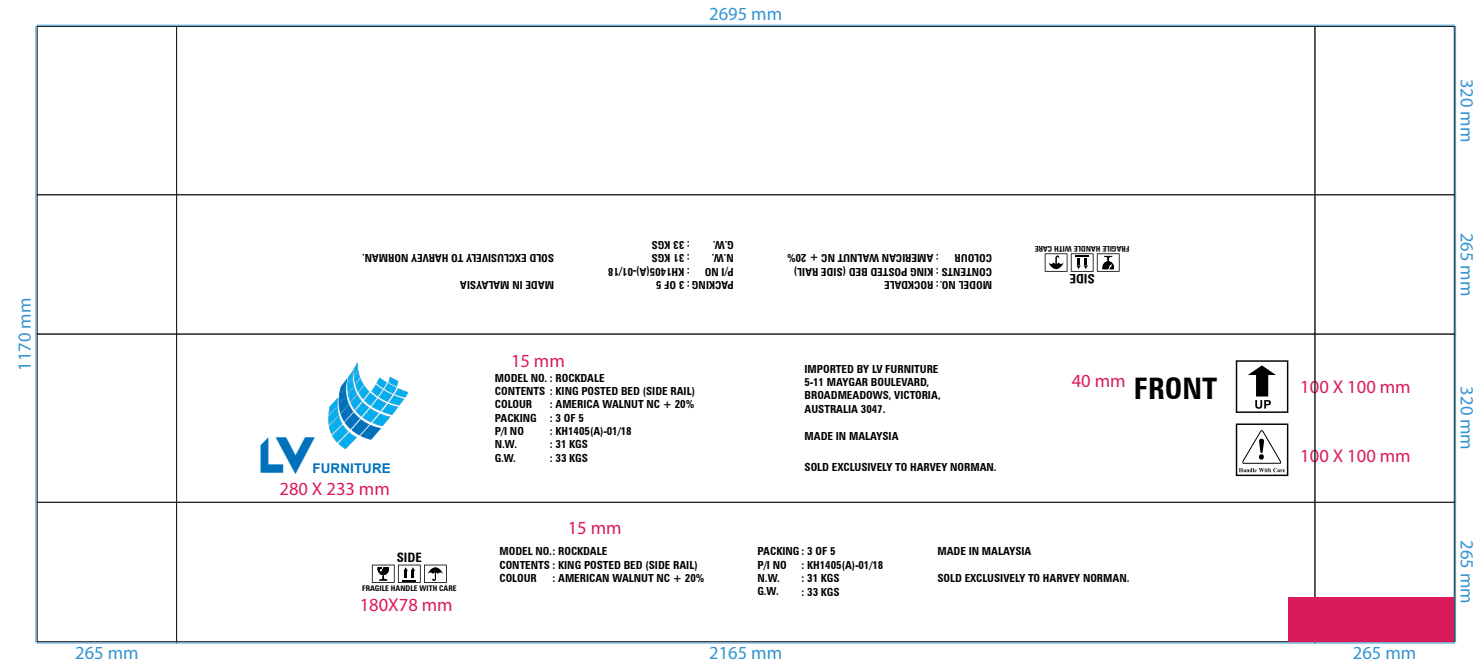 2695 mm
320 mm
SOLD EXCLUSIVELY TO HARVEY NORMAN.
MADE IN MALAYSIA
PACKING : 3 OF 5
P/I NO : KH1405(A)-01/18
N.W. : 31 KGS
G.W. : 33 KGS
MODEL NO.: ROCKDALE
CONTENTS : KING POSTED BED (SIDE RAIL)
COLOUR : AMERICAN WALNUT NC + 20%
SIDE
FRAGILE HANDLE WITH CARE
265 mm
1170 mm
LV
FURNITURE
280 X 233 mm
15 mm
MODEL NO. : ROCKDALE
CONTENTS : KING POSTED BED (SIDE RAIL)
COLOUR : AMERICA WALNUT NC + 20%
PACKING : 3 OF 5
P/I NO : KH1405(A)-01/18
N.W. : 31 KGS
G.W. : 33 KGS
IMPORTED BY LV FURNITURE
5-11 MAYGAR BOULEVARD,
BROADMEADOWS, VICTORIA,
AUSTRALIA 3047.
MADE IN MALAYSIA
SOLD EXCLUSIVELY TO HARVEY NORMAN.
40 mm
FRONT
UP
100 X 100 mm
Handle With Care
100 X 100 mm
320 mm
SIDE
FRAGILE HANDLE WITH CARE
180X78 mm
15 mm
MODEL NO.: ROCKDALE
CONTENTS : KING POSTED BED (SIDE RAIL)
COLOUR : AMERICAN WALNUT NC + 20%
PACKING : 3 OF 5
P/I NO : KH1405(A)-01/18
N.W. : 31 KGS
G.W. : 33 KGS
MADE IN MALAYSIA
SOLD EXCLUSIVELY TO HARVEY NORMAN.
265 mm
265 mm
2165 mm
265 mm